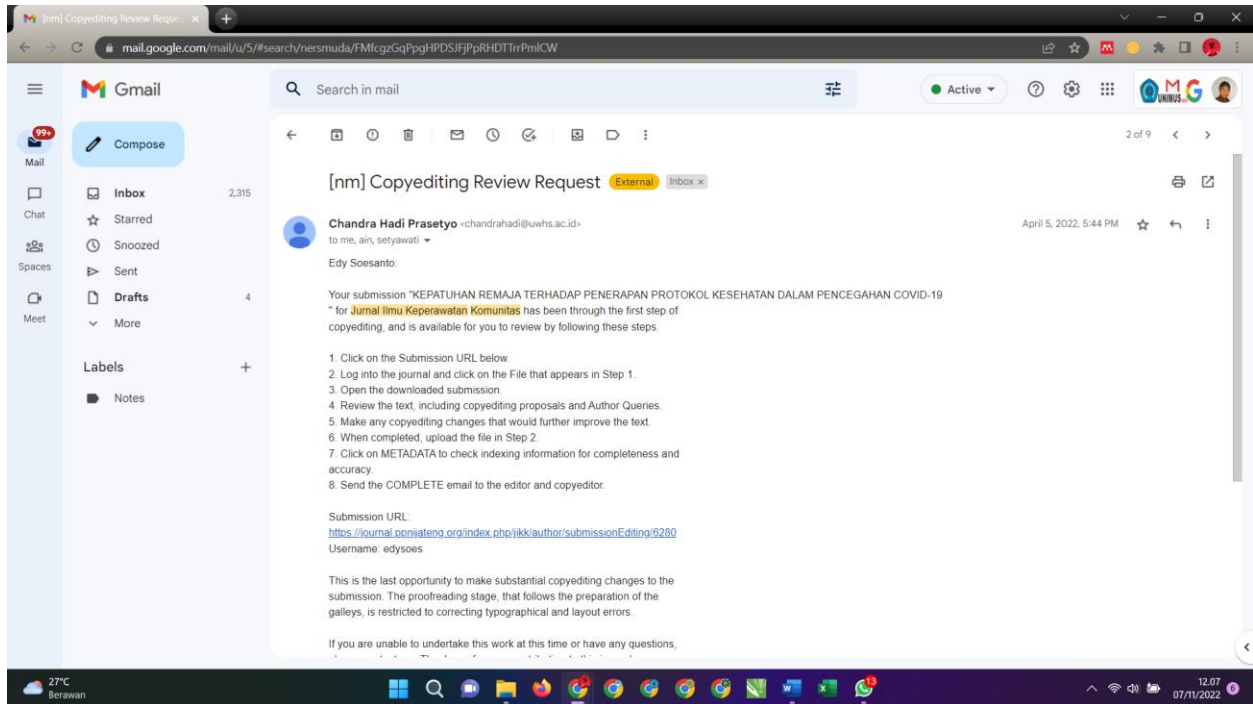 [nm] Copyediting Review Reque
mail.google.com/mail/u/5/#search/nersmuda/FMfcgzGqPpgHPDSJFjPpRHDTTrrPmlCW
Gmail
Search in mail
Active
UNINUS
99+
Mail
Compose
2 of 9
Chat
Spaces
Meet
Inbox 2,315
Starred
Snoozed
Sent
Drafts 4
More
Labels +
Notes
[nm] Copyediting Review Request External Inbox ×
Chandra Hadi Prasetyo <chandrahadi@uwhs.ac.id> April 5, 2022, 5:44 PM
to me, ain, setyawati
Edy Soesanto:
Your submission "KEPATUHAN REMAJA TERHADAP PENERAPAN PROTOKOL KESEHATAN DALAM PENCEGAHAN COVID-19
" for Jurnal Ilmu Keperawatan Komunitas has been through the first step of
copyediting, and is available for you to review by following these steps.
1. Click on the Submission URL below.
2. Log into the journal and click on the File that appears in Step 1.
3. Open the downloaded submission.
4. Review the text, including copyediting proposals and Author Queries.
5. Make any copyediting changes that would further improve the text.
6. When completed, upload the file in Step 2.
7. Click on METADATA to check indexing information for completeness and
accuracy.
8. Send the COMPLETE email to the editor and copyeditor.
Submission URL:
https://journal.ppnijateng.org/index.php/jikk/author/submissionEditing/6280
Username: edysoes
This is the last opportunity to make substantial copyediting changes to the
submission. The proofreading stage, that follows the preparation of the
galleys, is restricted to correcting typographical and layout errors.
If you are unable to undertake this work at this time or have any questions,
27°C
Berawan
12.07
07/11/2022